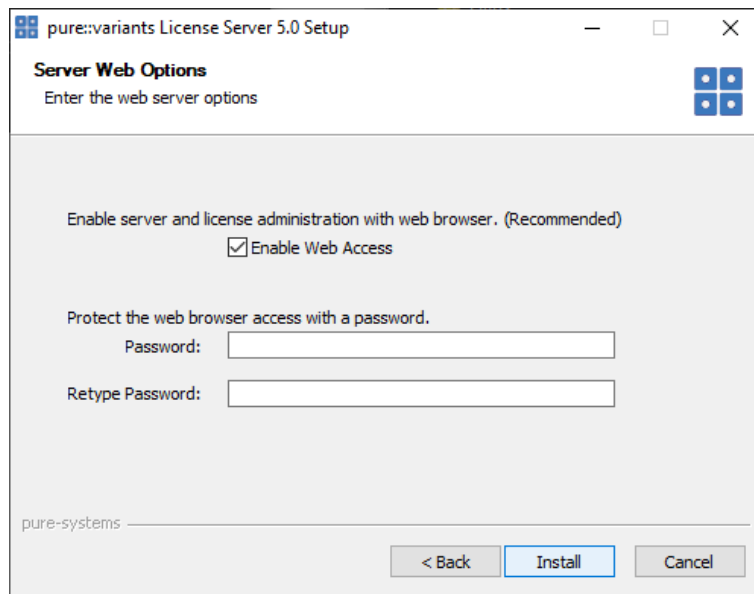 pure::variants License Server 5.0 Setup
Server Web Options
Enter the web server options
Enable server and license administration with web browser. (Recommended)
Enable Web Access
Protect the web browser access with a password.
Password:
Retype Password:
pure-systems
< Back Install Cancel